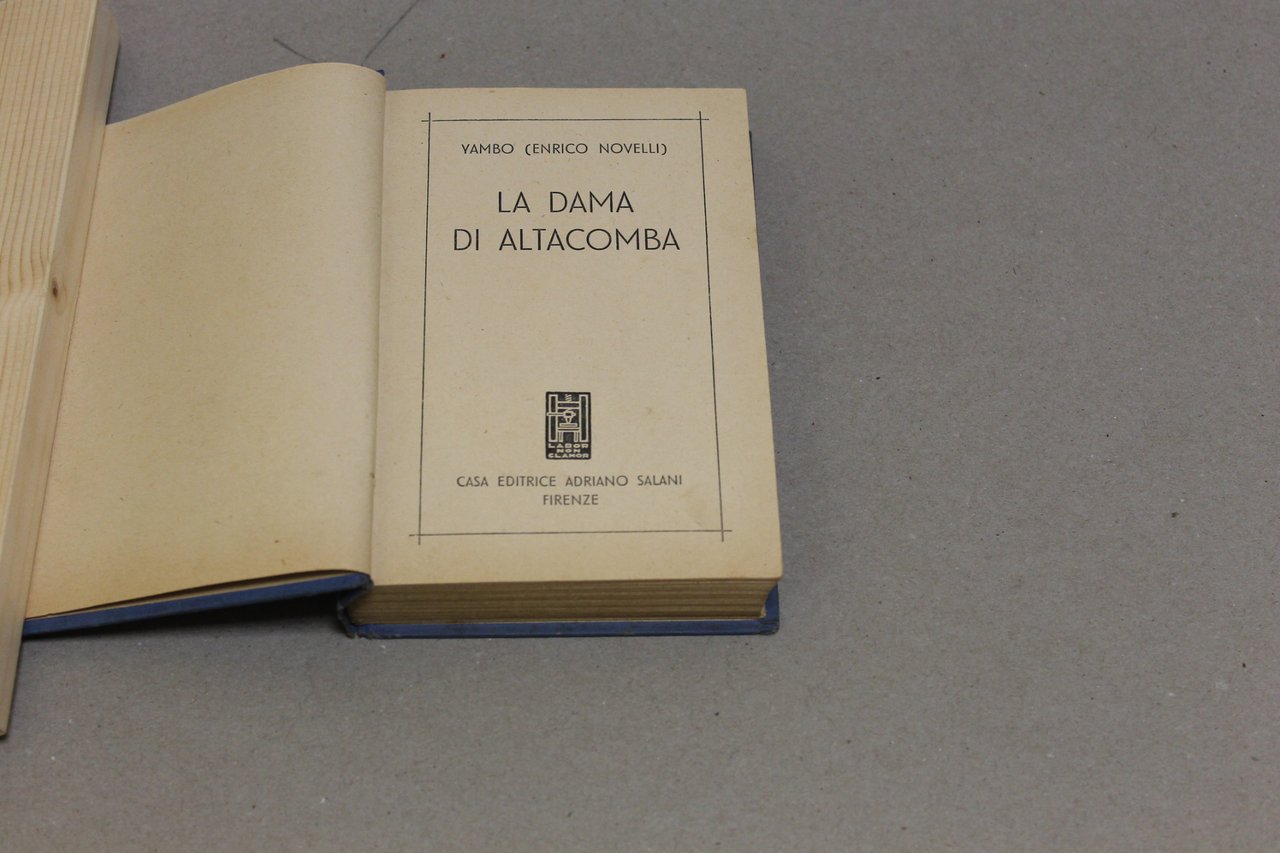 YAMBO (ENRICO NOVELLI)
LA DAMA
DI ALTACOMBA
LABOR
NON
CLAMOR
CASA EDITRICE ADRIANO SALANI
FIRENZE